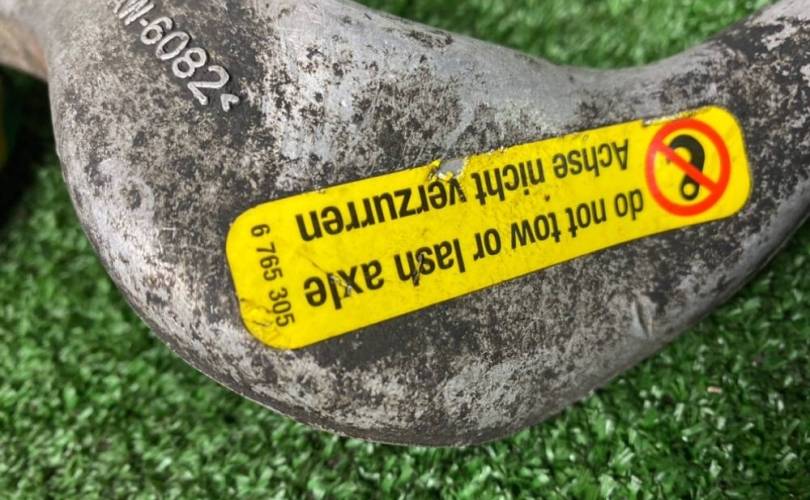 W-6082
do not tow or lash axle
Achse nicht verzurren
6 765 305